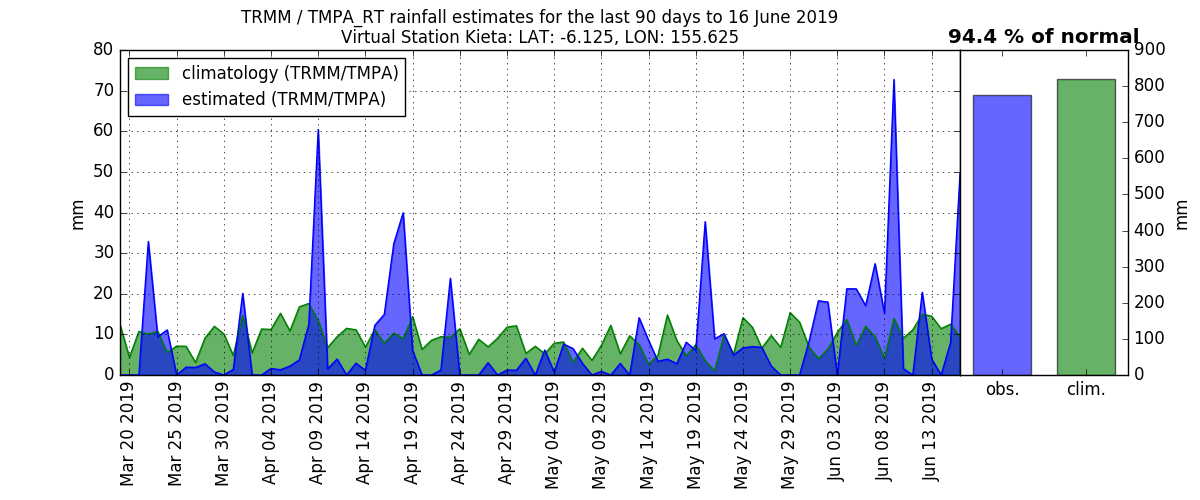 TRMM / TMPA_RT rainfall estimates for the last 90 days to 16 June 2019
Virtual Station Kieta: LAT: -6.125, LON: 155.625
94.4 % of normal
climatology (TRMM/TMPA)
estimated (TRMM/TMPA)
mm
80
70
60
50
40
30
20
10
0
Mar 20 2019
Mar 25 2019
Mar 30 2019
Apr 04 2019
Apr 09 2019
Apr 14 2019
Apr 19 2019
Apr 24 2019
Apr 29 2019
May 04 2019
May 09 2019
May 14 2019
May 19 2019
May 24 2019
May 29 2019
Jun 03 2019
Jun 08 2019
Jun 13 2019
obs.
clim.
900
800
700
600
500
400
300
200
100
0
mm